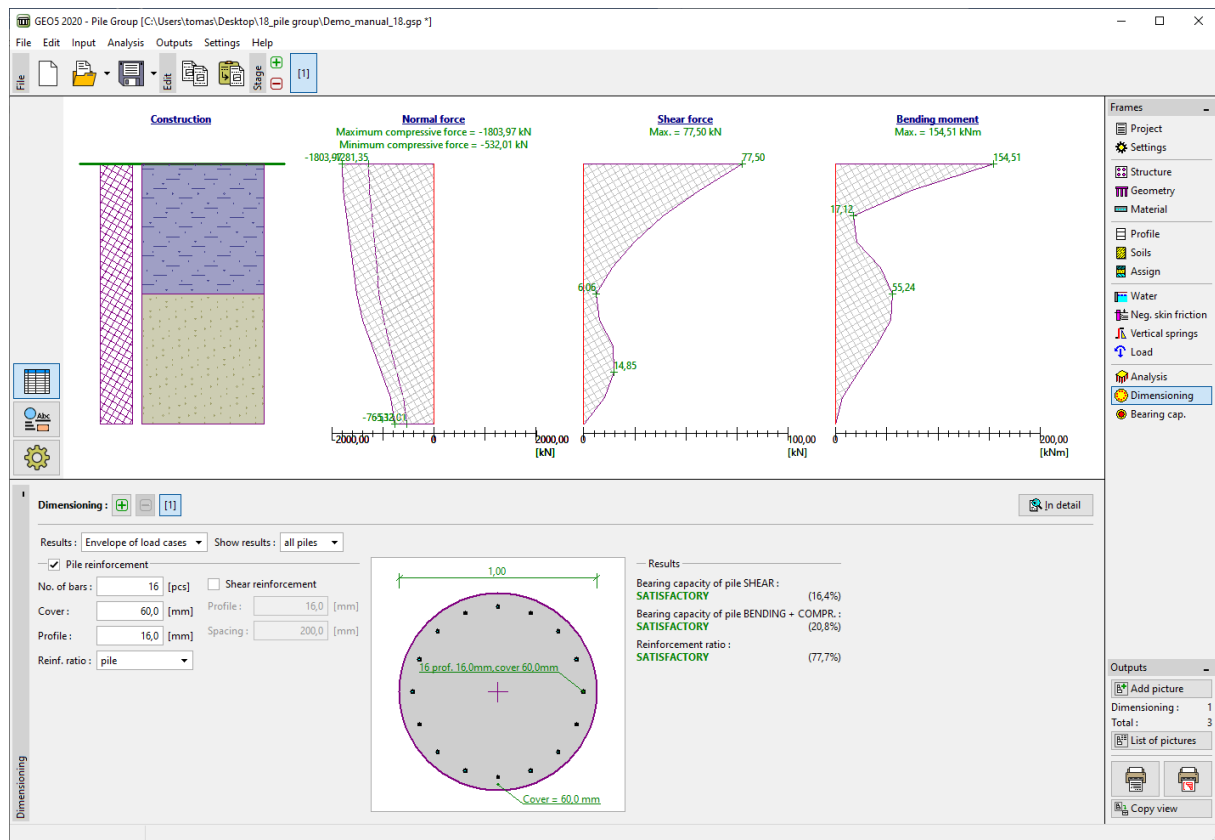 GEO5 2020 - Pile Group [C:\Users\tomas\Desktop\18_pile group\Demo_manual_18.gsp *]
File Edit Input Analysis Outputs Settings Help
File
Edit
Stage
[1]
Construction
Normal force
Maximum compressive force = -1803,97 kN
Minimum compressive force = -532,01 kN
Shear force
Max. = 77,50 kN
Bending moment
Max. = 154,51 kNm
77,50
154,51
17,12
6,06
55,24
14,85
-2000,00
0
2000,00
[kN]
0
100,00
[kN]
0
200,00
[kNm]
Frames
Project
Settings
Structure
Geometry
Material
Profile
Soils
Assign
Water
Neg. skin friction
Vertical springs
Load
Analysis
Dimensioning
Bearing cap.
Abc
Dimensioning : [1]
In detail
Results : Envelope of load cases Show results : all piles
Pile reinforcement
No. of bars : 16 [pcs]
Cover : 60,0 [mm]
Profile : 16,0 [mm]
Reinf. ratio : pile
Shear reinforcement
Profile : 16,0 [mm]
Spacing : 200,0 [mm]
1,00
16 prof. 16,0mm,cover 60,0mm
Cover = 60,0 mm
Results
Bearing capacity of pile SHEAR :
SATISFACTORY (16,4%)
Bearing capacity of pile BENDING + COMPR. :
SATISFACTORY (20,8%)
Reinforcement ratio :
SATISFACTORY (77,7%)
Dimensioning
Outputs
Add picture
Dimensioning : 1
Total : 3
List of pictures
Copy view